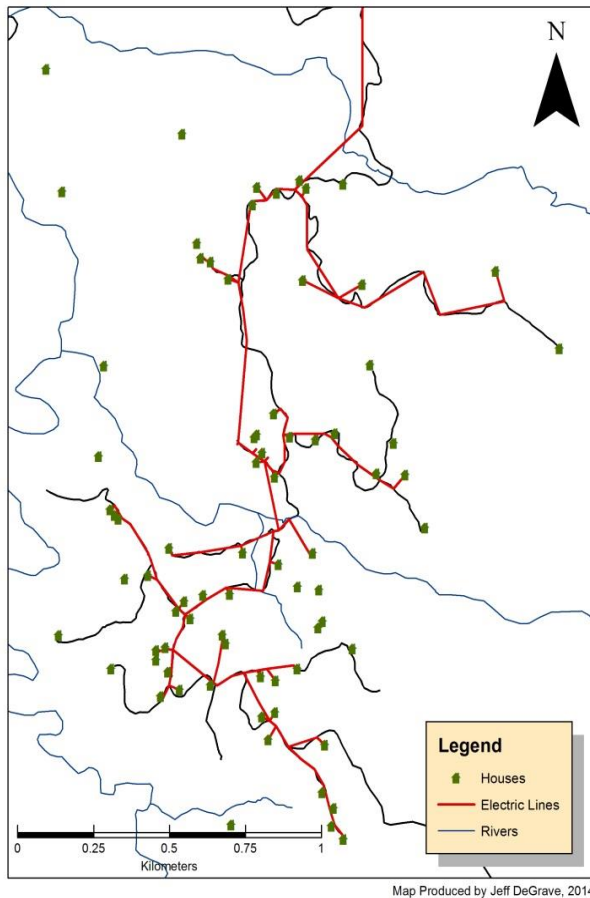 N
Legend
Houses
Electric Lines
Rivers
0 0.25 0.5 0.75 1
Kilometers
Map Produced by Jeff DeGrave, 2014